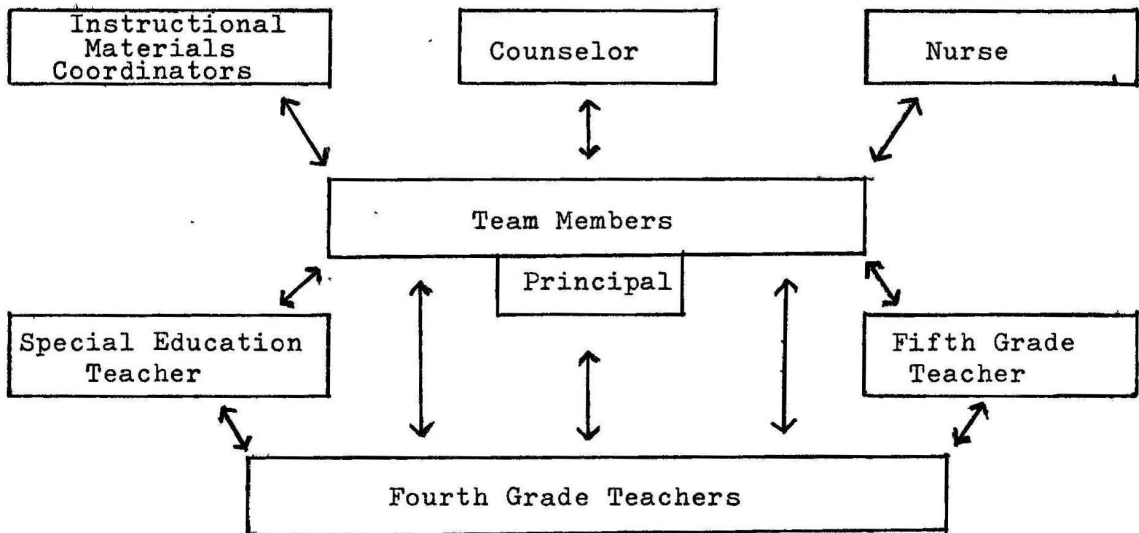 Instructional
Materials
Coordinators
Counselor
Nurse
Team Members
Principal
Special Education
Teacher
Fifth Grade
Teacher
Fourth Grade Teachers